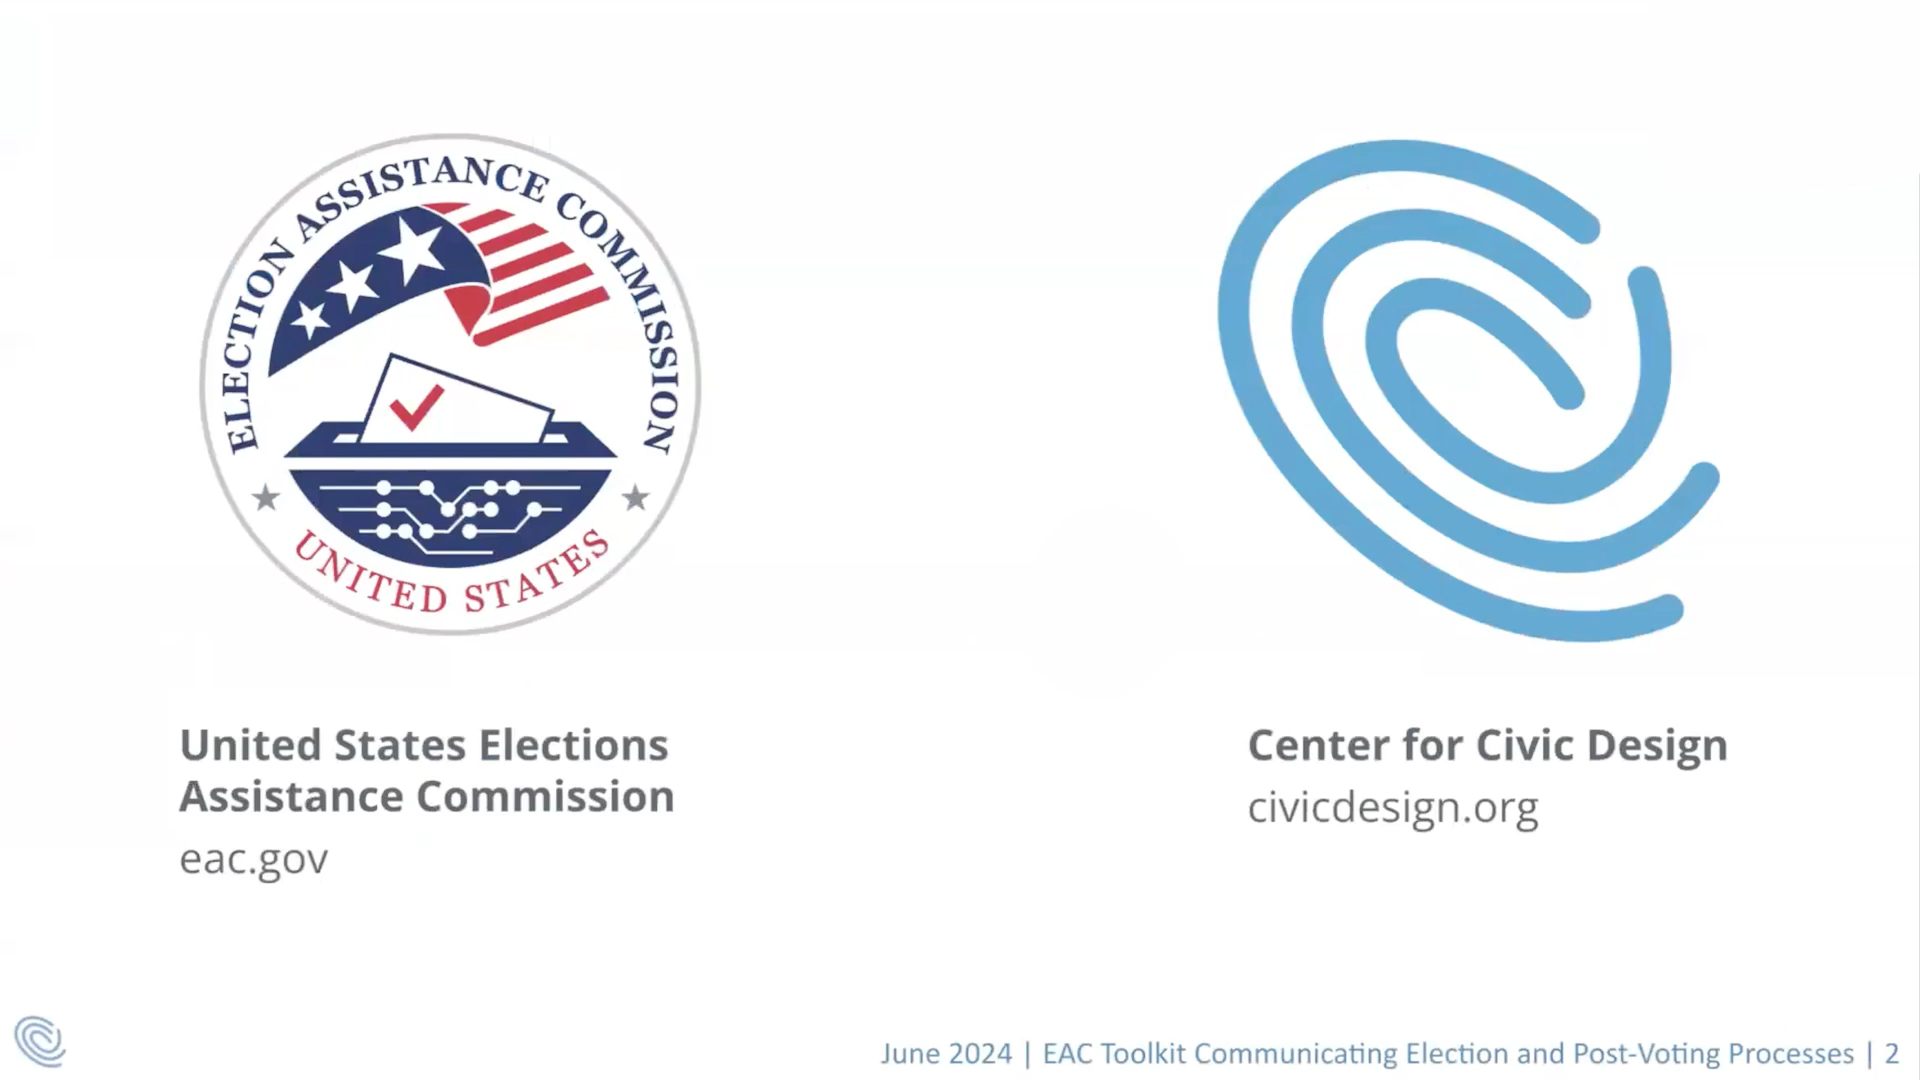 ELECTION ASSISTANCE COMMISSION
UNITED STATES
United States Elections
Assistance Commission
eac.gov
Center for Civic Design
civicdesign.org
June 2024 | EAC Toolkit Communicating Election and Post-Voting Processes | 2